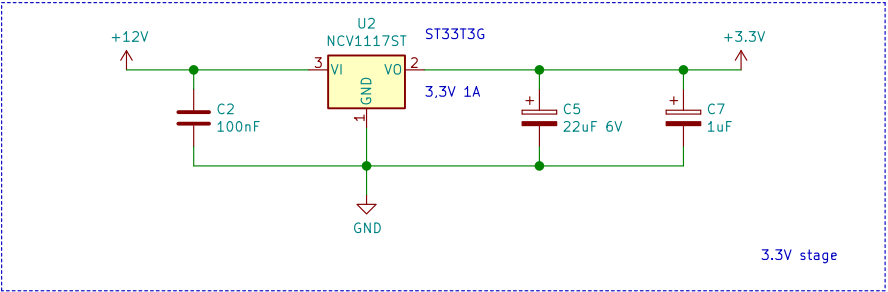 U2
NCV1117ST
ST33T3G
+12V
+3.3V
3
VI
VO
2
GND
1
3,3V 1A
C2
100nF
+
C5
22uF 6V
+
C7
1uF
GND
3.3V stage